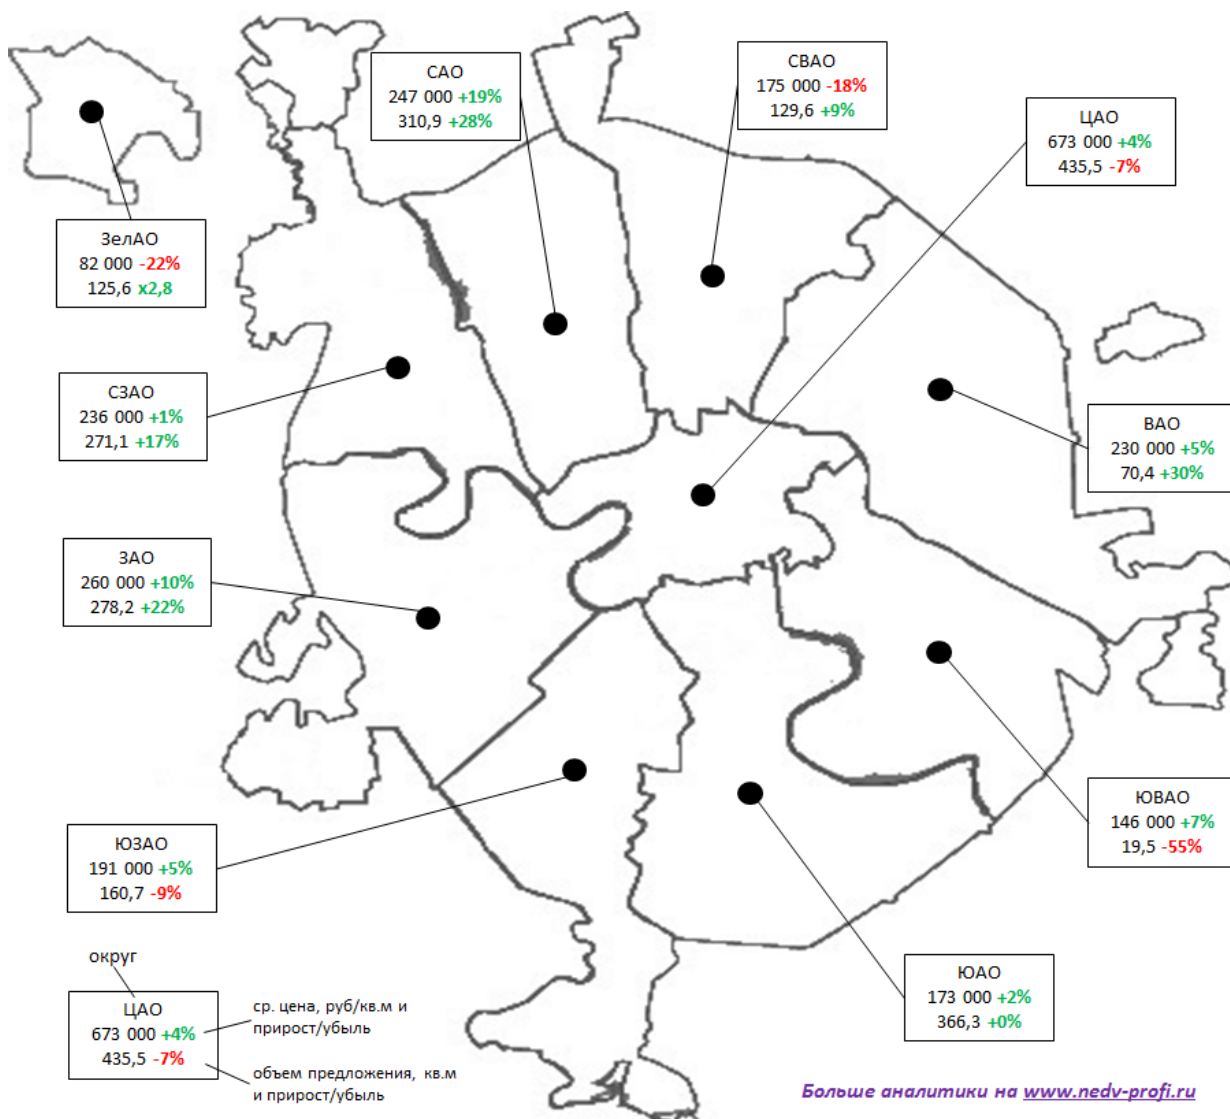 САО
247 000 +19%
310,9 +28%
СВАО
175 000 -18%
129,6 +9%
ЦАО
673 000 +4%
435,5 -7%
ЗелАО
82 000 -22%
125,6 х2,8
СЗАО
236 000 +1%
271,1 +17%
ВАО
230 000 +5%
70,4 +30%
ЗАО
260 000 +10%
278,2 +22%
ЮВАО
146 000 +7%
19,5 -55%
ЮЗАО
191 000 +5%
160,7 -9%
ЮАО
173 000 +2%
366,3 +0%
округ
ЦАО
673 000 +4%
435,5 -7%
ср. цена, руб/кв.м и
прирост/убыль
объем предложения, кв.м
и прирост/убыль
Больше аналитики на www.nedv-profi.ru